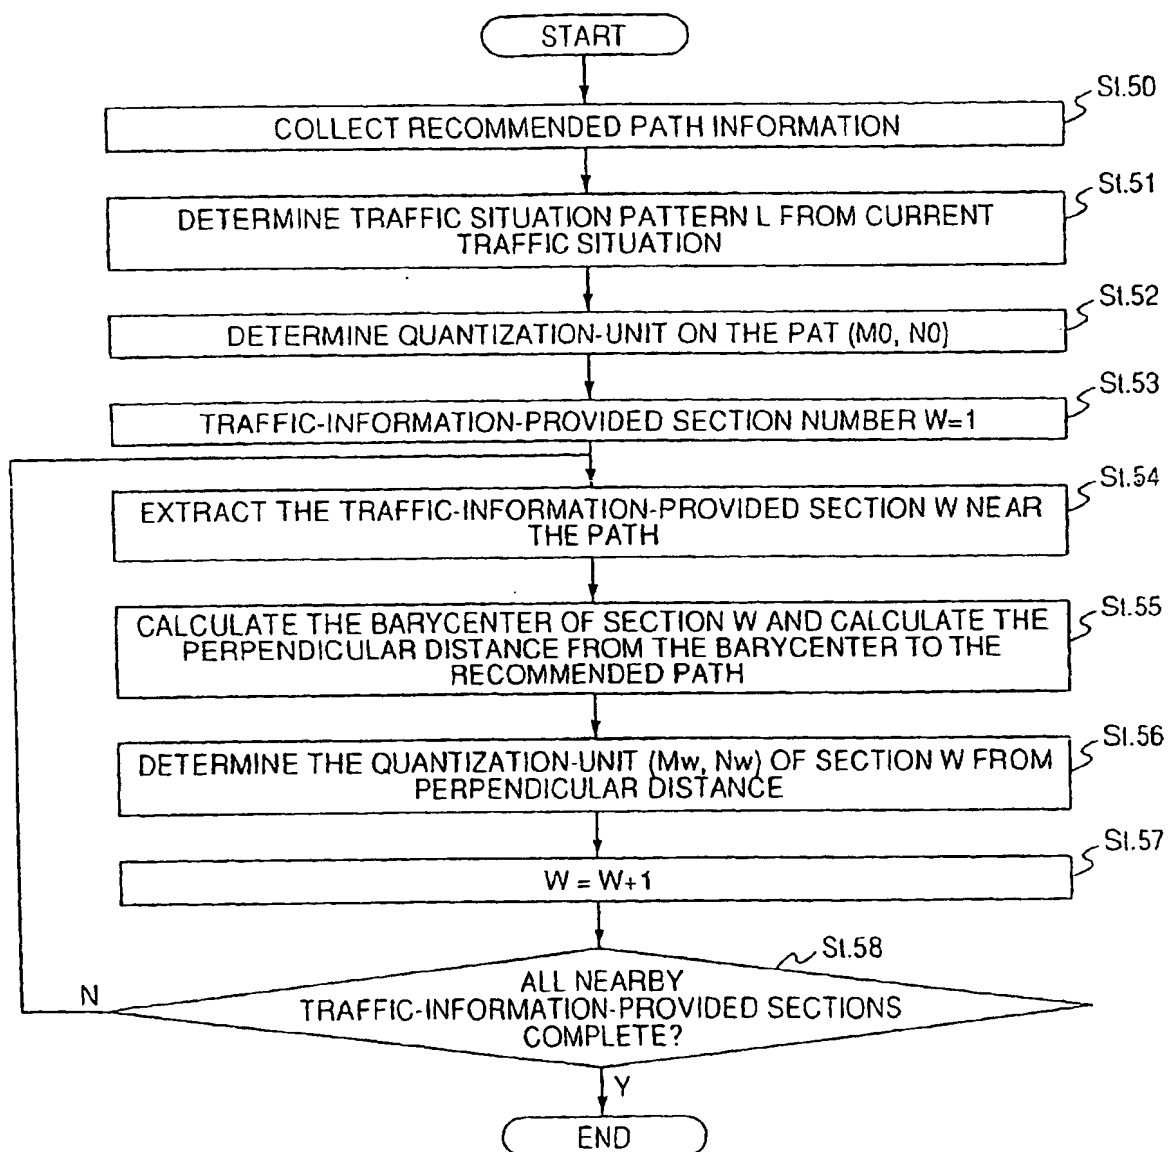 START
St.50
COLLECT RECOMMENDED PATH INFORMATION
St.51
DETERMINE TRAFFIC SITUATION PATTERN L FROM CURRENT
TRAFFIC SITUATION
St.52
DETERMINE QUANTIZATION-UNIT ON THE PAT (M0, N0)
St.53
TRAFFIC-INFORMATION-PROVIDED SECTION NUMBER W=1
St.54
EXTRACT THE TRAFFIC-INFORMATION-PROVIDED SECTION W NEAR
THE PATH
St.55
CALCULATE THE BARYCENTER OF SECTION W AND CALCULATE THE
PERPENDICULAR DISTANCE FROM THE BARYCENTER TO THE
RECOMMENDED PATH
St.56
DETERMINE THE QUANTIZATION-UNIT (Mw, Nw) OF SECTION W FROM
PERPENDICULAR DISTANCE
St.57
W = W+1
St.58
N
ALL NEARBY
TRAFFIC-INFORMATION-PROVIDED SECTIONS
COMPLETE?
Y
END